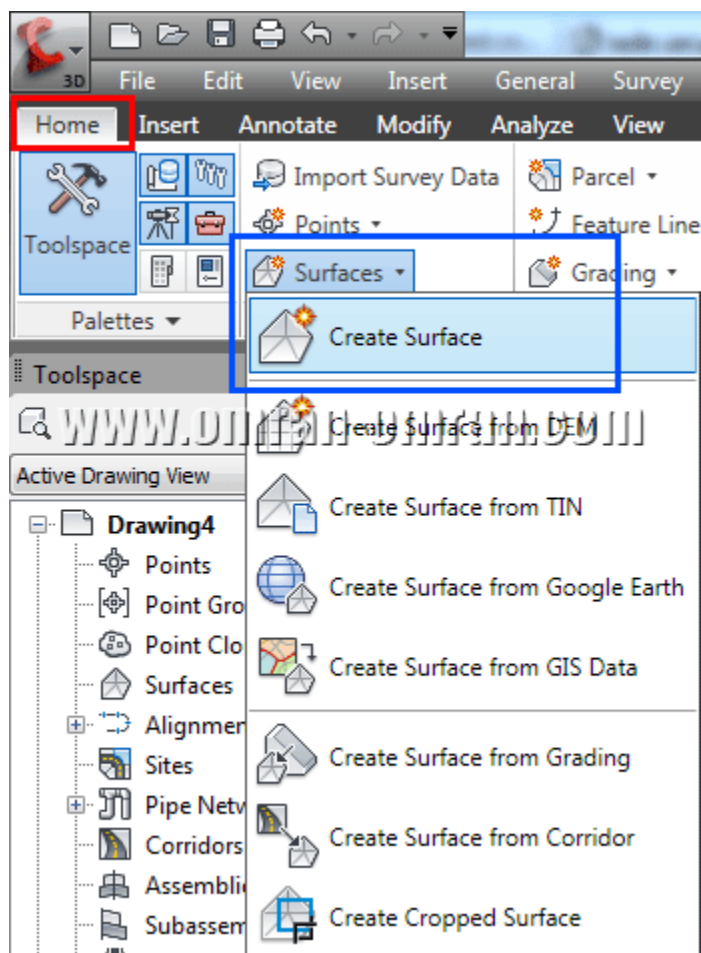 3D
File Edit View Insert General Survey
Home Insert Annotate Modify Analyze View
Toolspace
Import Survey Data
Parcel
Points
Feature Line
Surfaces
Grading
Palettes
Create Surface
Toolspace
Create Surface from DEM
Active Drawing View
Create Surface from TIN
Drawing4
Points
Create Surface from Google Earth
Point Gro
Point Clo
Create Surface from GIS Data
Surfaces
Alignmen
Create Surface from Grading
Sites
Pipe Netw
Create Surface from Corridor
Corridors
Assemblie
Create Cropped Surface
Subassem